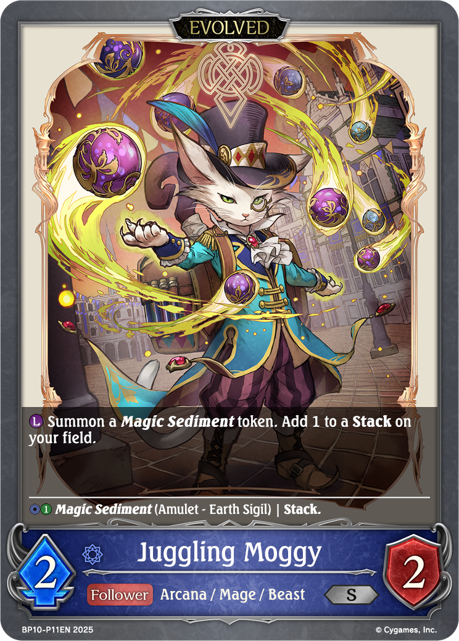 EVOLVED
L Summon a Magic Sediment token. Add 1 to a Stack on
your field.
1 Magic Sediment (Amulet - Earth Sigil) | Stack.
2
Juggling Moggy
2
Follower Arcana / Mage / Beast
S
BP10-P11EN 2025
© Cygames, Inc.